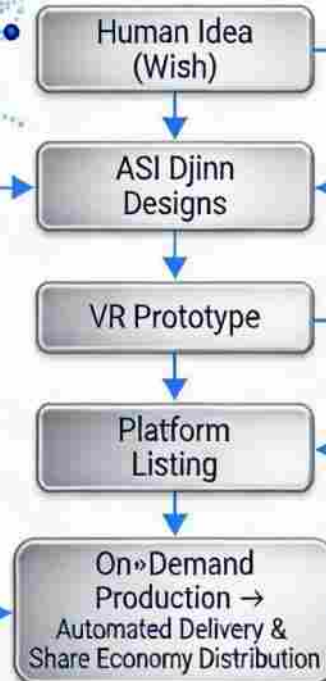 Human Idea
(Wish)
ASI Djinn
Designs
VR Prototype
Platform
Listing
On»Demand
Production →
Automated Delivery &
Share Economy Distribution